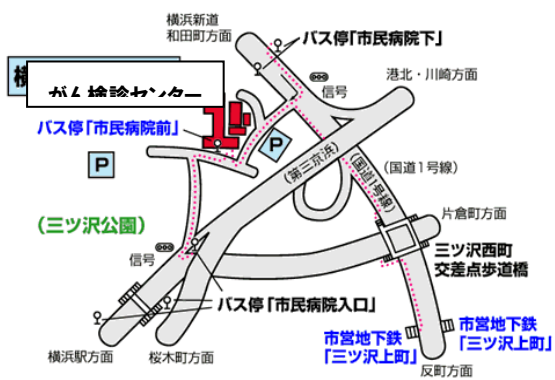 横浜新道
和田町方面
バス停「市民病院下」
横
がん検診センター
信号
港北・川崎方面
バス停「市民病院前」
P
P
(第三京浜)
(国道1号線)
(国道1号線)
(三ツ沢公園)
片倉町方面
信号
三ツ沢西町
交差点歩道橋
バス停「市民病院入口」
市営地下鉄
「三ツ沢上町」
市営地下鉄
「三ツ沢上町」
横浜駅方面
桜木町方面
反町方面